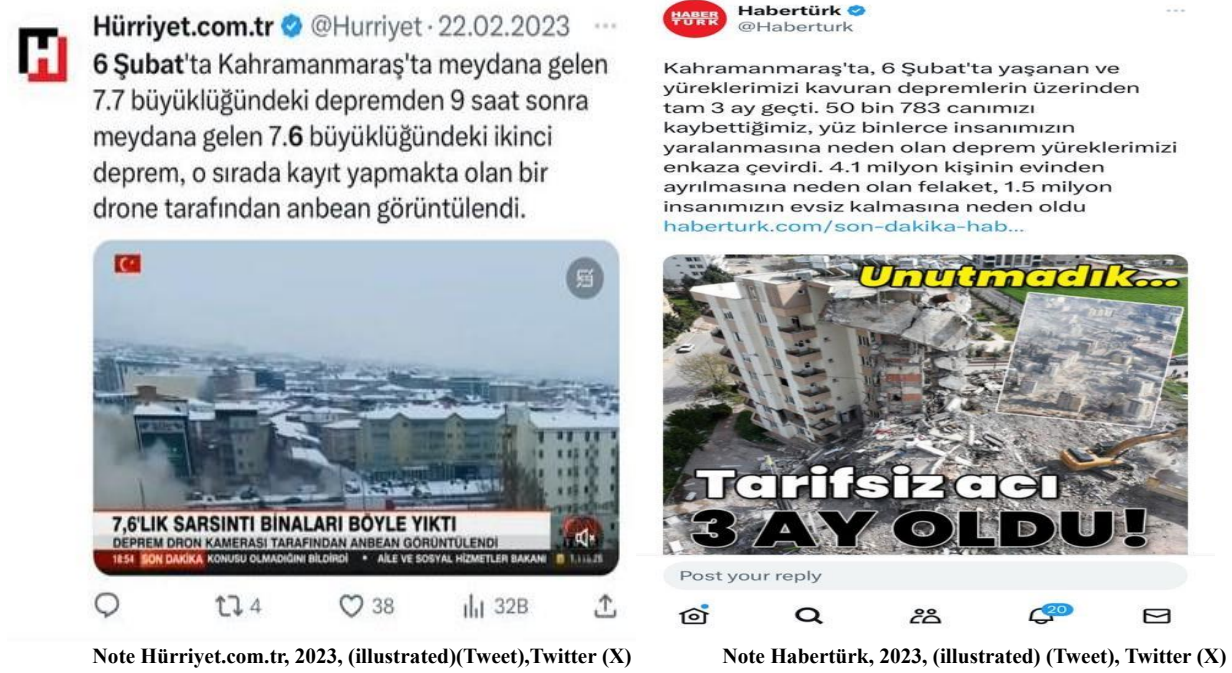 Hürriyet.com.tr @Hurriyet · 22.02.2023
6 Şubat'ta Kahramanmaraş'ta meydana gelen
7.7 büyüklüğündeki depremden 9 saat sonra
meydana gelen 7.6 büyüklüğündeki ikinci
deprem, o sırada kayıt yapmakta olan bir
drone tarafından anbean görüntülendi.
7,6'LIK SARSINTI BİNALARI BÖYLE YIKTI
DEPREM DRON KAMERASI TARAFINDAN ANBEAN GÖRÜNTÜLENDİ
18:54 SON DAKİKA KONUSU OLMADIĞINI BİLDİRDİ • AİLE VE SOSYAL HİZMETLER BAKANI
4 38 32B
Note Hürriyet.com.tr, 2023, (illustrated)(Tweet),Twitter (X)
HABER
TURK
Habertürk
@Haberturk
Kahramanmaraş'ta, 6 Şubat'ta yaşanan ve
yüreklerimizi kavuran depremlerin üzerinden
tam 3 ay geçti. 50 bin 783 canımızı
kaybettiğimiz, yüz binlerce insanımızın
yaralanmasına neden olan deprem yüreklerimizi
enkaza çevirdi. 4.1 milyon kişinin evinden
ayrılmasına neden olan felaket, 1.5 milyon
insanımızın evsiz kalmasına neden oldu
haberturk.com/son-dakika-hab...
Unutmadık...
Tarifsiz acı
3 AY OLDU!
Post your reply
20
Note Habertürk, 2023, (illustrated) (Tweet), Twitter (X)